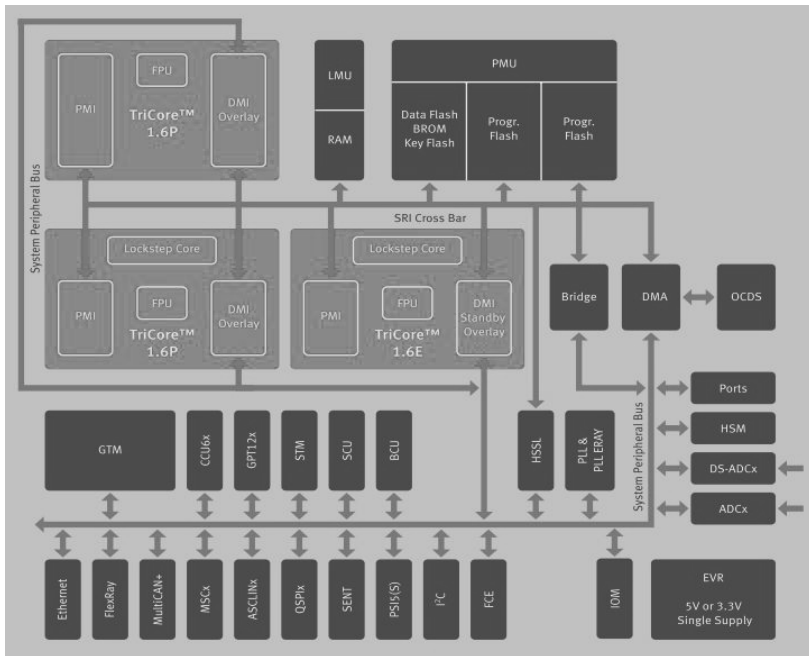 FPU
PMI
TriCore™
1.6P
DMI
Overlay
LMU
RAM
PMU
Data Flash
BROM
Key Flash
Progr.
Flash
Progr.
Flash
System Peripheral Bus
SRI Cross Bar
Lockstep Core
PMI
FPU
DMI
Overlay
TriCore™
1.6P
Lockstep Core
PMI
FPU
DMI
Standby
Overlay
TriCore™
1.6E
Bridge
DMA
OCDS
System Peripheral Bus
Ports
HSM
DS-ADCx
ADCx
GTM
CCU6x
GPT12x
STM
SCU
BCU
HSSL
PLL &
PLL ERAY
Ethernet
FlexRay
MultiCAN+
MSCx
ASCLINx
QSPIx
SENT
PSI5(S)
I²C
FCE
IOM
EVR
5V or 3.3V
Single Supply